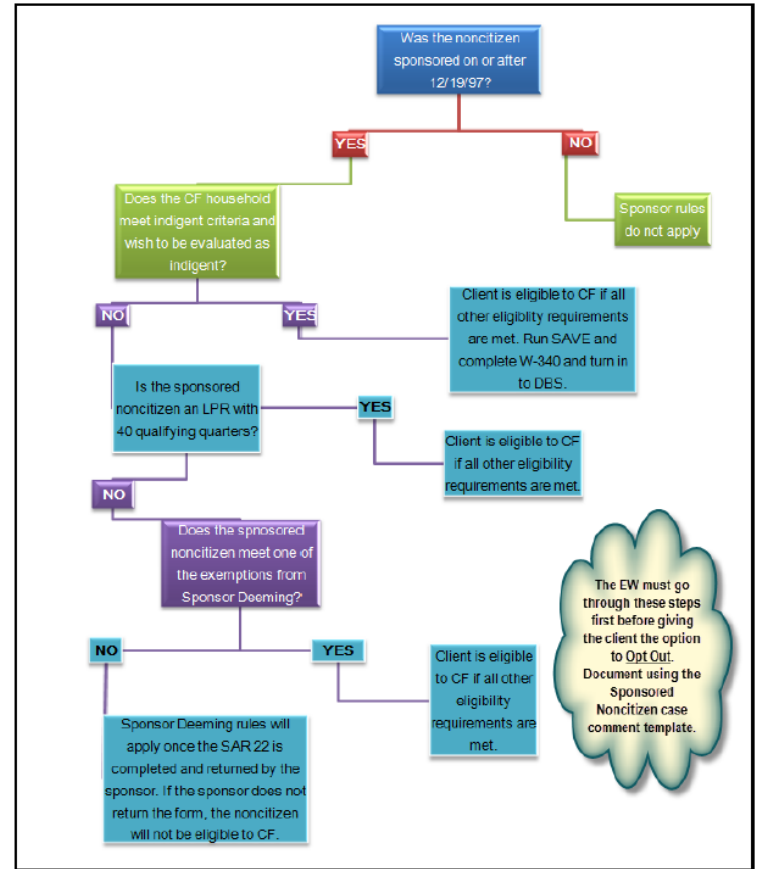 Was the noncitizen
sponsored on or after
12/19/97?
YES
NO
Does the CF household
meet indigent criteria and
wish to be evaluated as
indigent?
Sponsor rules
do not apply
NO
YES
Client is eligible to CF if all
other eligiblity requirements
are met. Run SAVE and
complete W-340 and turn in
to DBS.
Is the sponsored
noncitizen an LPR with
40 qualifying quarters?
YES
Client is eligible to CF
if all other eligibility
requirements are met.
NO
Does the spnosored
noncitizen meet one of
the exemptions from
Sponsor Deeming?
NO
YES
Client is eligible
to CF if all other
eligibility
requirements are
met.
Sponsor Deeming rules will
apply once the SAR 22 is
completed and returned by the
sponsor. If the sponsor does not
return the form, the noncitizen
will not be eligible to CF.
The EW must go
through these steps
first before giving
the client the option
to Opt Out.
Document using the
Sponsored
Noncitizen case
comment template.